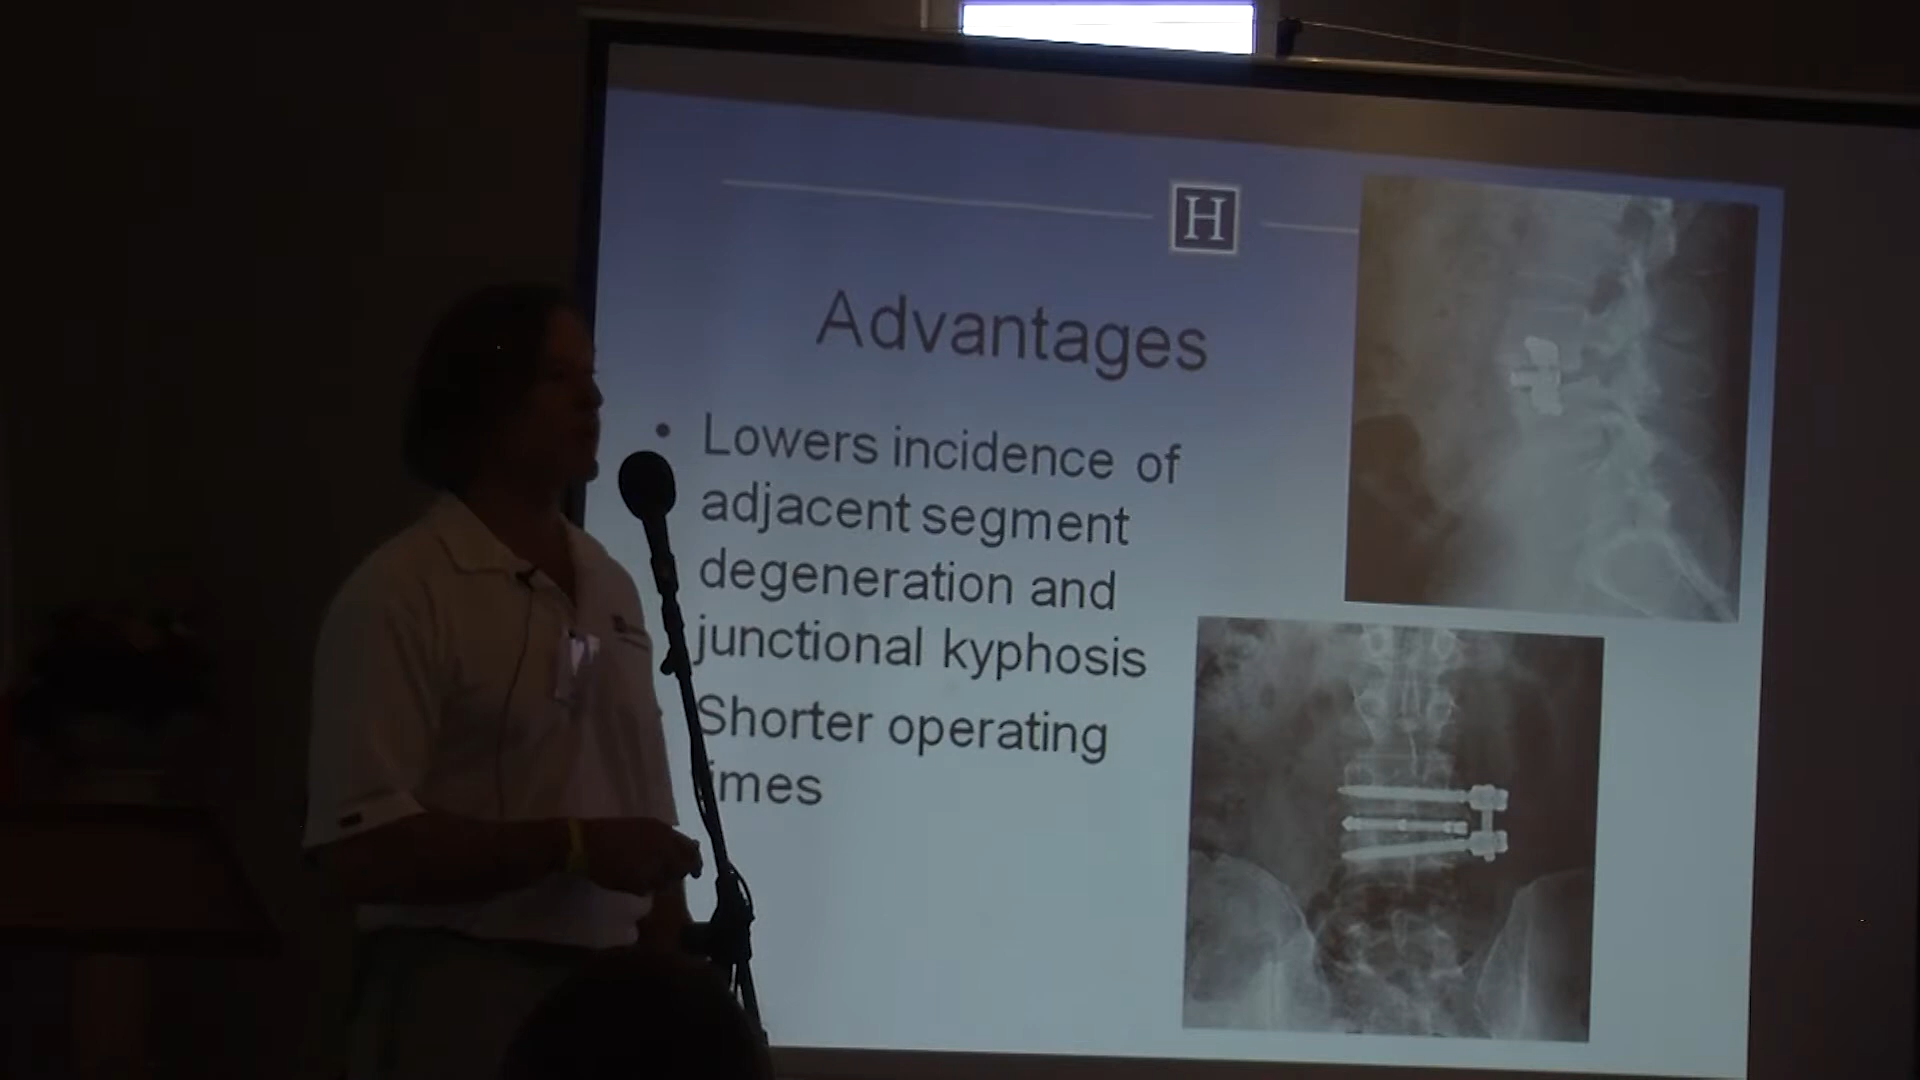 H
Advantages
• Lowers incidence of
adjacent segment
degeneration and
junctional kyphosis
Shorter operating
imes